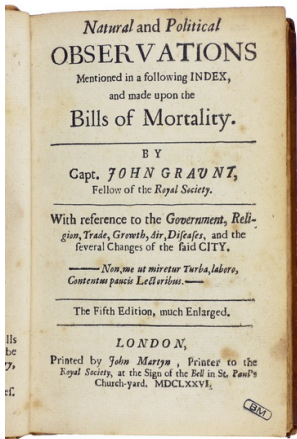 Natural and Political
OBSERVATIONS
Mentioned in a following INDEX,
and made upon the
Bills of Mortality.
BY
Capt. JOHN GRAUNT,
Fellow of the Royal Society.
With reference to the Government, Reli-
gion, Trade, Growth, Air, Diseases, and the
several Changes of the said CITY.
—— Non, me ut miretur Turba, laboro,
Contentus paucis Lectoribus. ——
The Fifth Edition, much Enlarged.
LONDON,
Printed by John Martyn, Printer to the
Royal Society, at the Sign of the Bell in St. Paul's
Church-yard. MDCLXXVI.
BM
lls
be